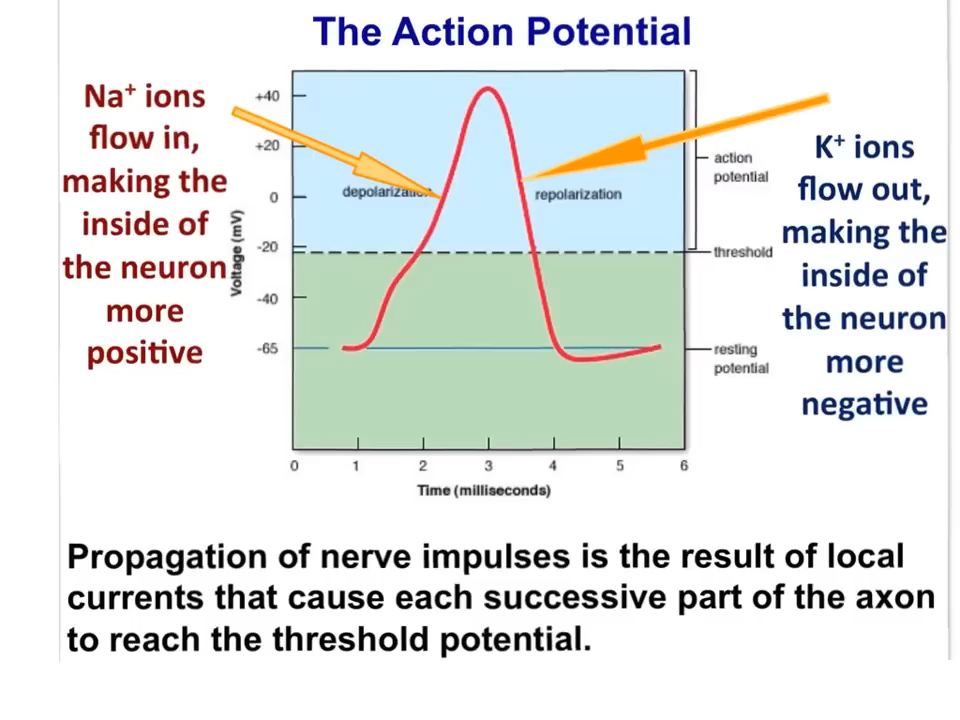 The Action Potential
Na⁺ ions
flow in,
making the
inside of
the neuron
more
positive
Voltage (mV)
+40
+20
0
-20
-40
-65
depolarization
repolarization
action
potential
threshold
resting
potential
0 1 2 3 4 5 6
Time (milliseconds)
K⁺ ions
flow out,
making the
inside of
the neuron
more
negative
Propagation of nerve impulses is the result of local
currents that cause each successive part of the axon
to reach the threshold potential.